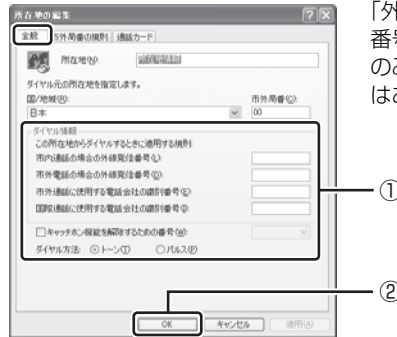 所在地の編集
全般 市外局番の規則 通話カード
所在地(N):
ダイヤル元の所在地を指定します。
国/地域(R): 市外局番(C):
日本 00
ダイヤル情報
この所在地からダイヤルするときに適用する規則:
市内通話の場合の外線発信番号(L):
市外電話の場合の外線発信番号(D):
市外通話に使用する電話会社の識別番号(E):
国際通話に使用する電話会社の識別番号(I):
キャッチホン機能を解除するための番号(W):
ダイヤル方法: トーン(T) パルス(P)
OK キャンセル 適用(A)
①
②
「外
番号
のみ
はあ